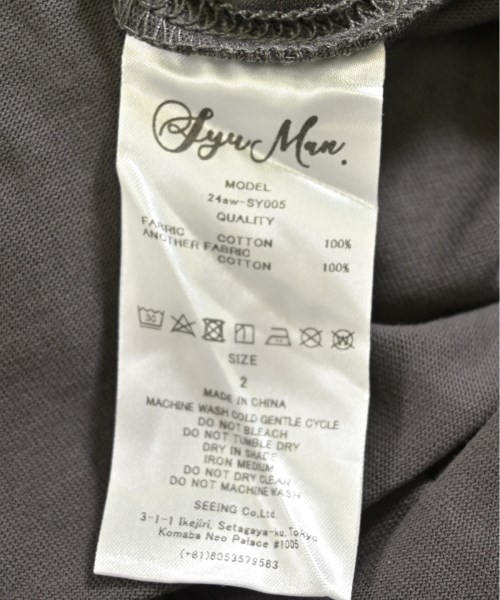 Syu Man.
MODEL
24aw-SY005
QUALITY
FABRIC COTTON 100%
ANOTHER FABRIC
COTTON 100%
30
SIZE
2
MADE IN CHINA
MACHINE WASH COLD GENTLE CYCLE
DO NOT BLEACH
DO NOT TUMBLE DRY
DRY IN SHADE
IRON MEDIUM
DO NOT DRY CLEAN
DO NOT MACHINE WASH
SEEING Co.Ltd.
3-1-1 Ikejiri, Setagaya-ku, Tokyo
Komaba Neo Palace #1005
(+81)8053579583